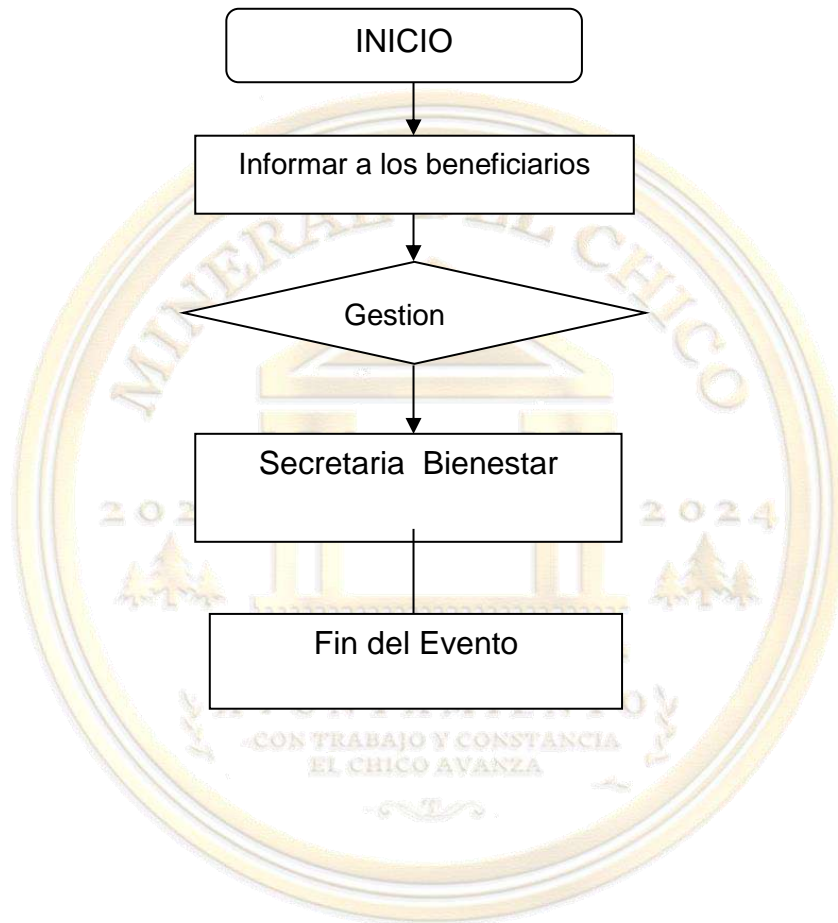 INICIO
Informar a los beneficiarios
MINERAL DEL CHICO
Gestion
Secretaria  Bienestar
202
2024
Fin del Evento
CON TRABAJO Y CONSTANCIA
EL CHICO AVANZA